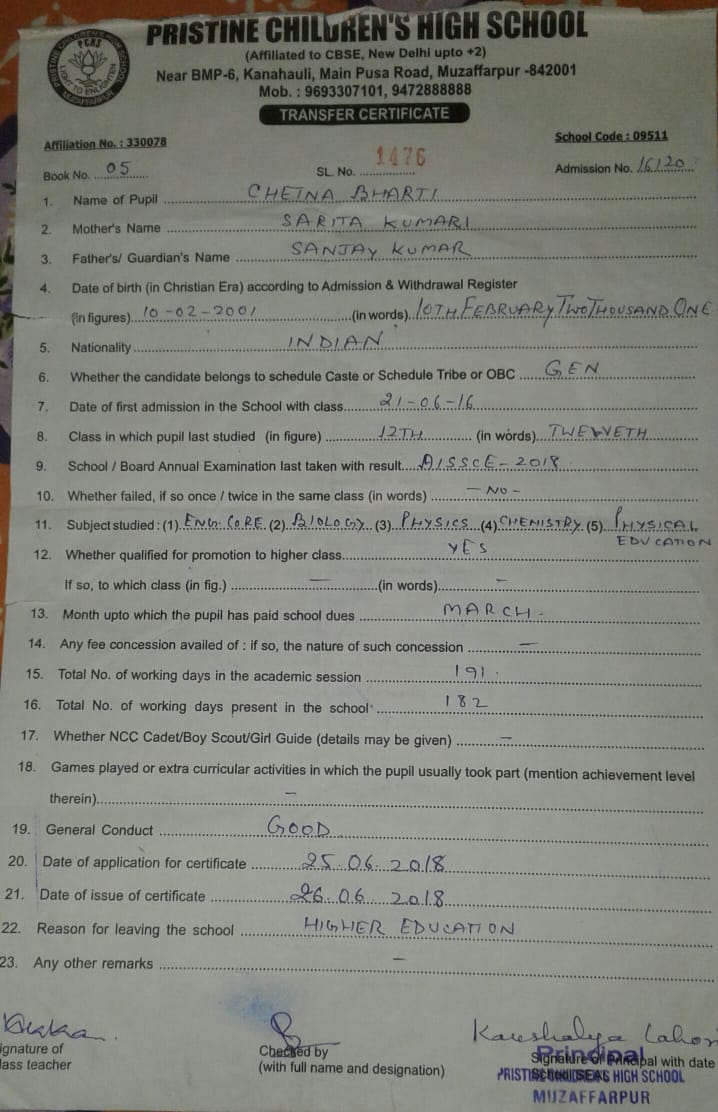 PRISTINE CHILDREN'S HIGH SCHOOL
(Affiliated to CBSE, New Delhi upto +2)
Near BMP-6, Kanahauli, Main Pusa Road, Muzaffarpur -842001
Mob. : 9693307101, 9472888888
PRISTINE CHILDREN'S HIGH SCHOOL
PCHS
LIGHT TO ENLIGHTEN
MUZAFFARPUR
TRANSFER CERTIFICATE
Affiliation No. : 330078 School Code : 09511
Book No. 05 SL. No. 1476 Admission No. 16/20
1. Name of Pupil CHETNA BHARTI
2. Mother's Name SARITA KUMARI
3. Father's/ Guardian's Name SANJAY KUMAR
4. Date of birth (in Christian Era) according to Admission & Withdrawal Register
(in figures) 10-02-2001 (in words) 10TH FEBRUARY TWO THOUSAND ONE
5. Nationality INDIAN
6. Whether the candidate belongs to schedule Caste or Schedule Tribe or OBC GEN
7. Date of first admission in the School with class 21-06-16
8. Class in which pupil last studied (in figure) 12TH (in words) TWELVETH
9. School / Board Annual Examination last taken with result AISSCE-2018
10. Whether failed, if so once / twice in the same class (in words) -NO-
11. Subject studied : (1) ENG. CORE (2) BIOLOGY (3) PHYSICS (4) CHEMISTRY (5) PHYSICAL
EDUCATION
12. Whether qualified for promotion to higher class YES
If so, to which class (in fig.) — (in words) -
13. Month upto which the pupil has paid school dues MARCH.
14. Any fee concession availed of : if so, the nature of such concession —
15. Total No. of working days in the academic session 191.
16. Total No. of working days present in the school 182
17. Whether NCC Cadet/Boy Scout/Girl Guide (details may be given) —
18. Games played or extra curricular activities in which the pupil usually took part (mention achievement level
therein) —
19. General Conduct GOOD
20. Date of application for certificate 25.06.2018
21. Date of issue of certificate 26.06.2018
22. Reason for leaving the school HIGHER EDUCATION
23. Any other remarks —
Kaushalya Lahori
ignature of Checked by Signature of Principal with date
lass teacher (with full name and designation) School SEAL
Principal
PRISTINE CHILDREN'S HIGH SCHOOL
MUZAFFARPUR